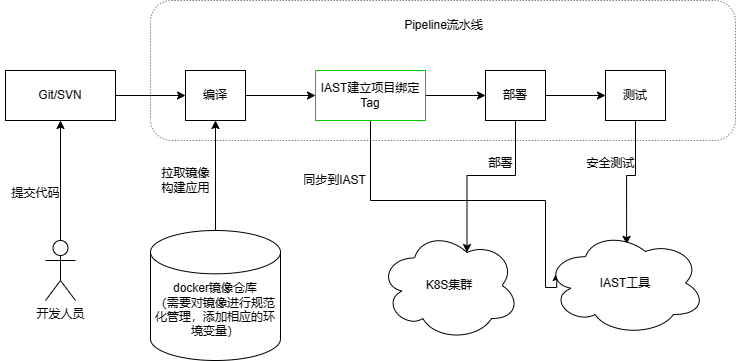 Pipeline流水线
Git/SVN
编译
IAST建立项目绑定
Tag
部署
测试
提交代码
拉取镜像
构建应用
同步到IAST
部署
安全测试
开发人员
docker镜像仓库
（需要对镜像进行规范
化管理，添加相应的环
境变量）
K8S集群
IAST工具